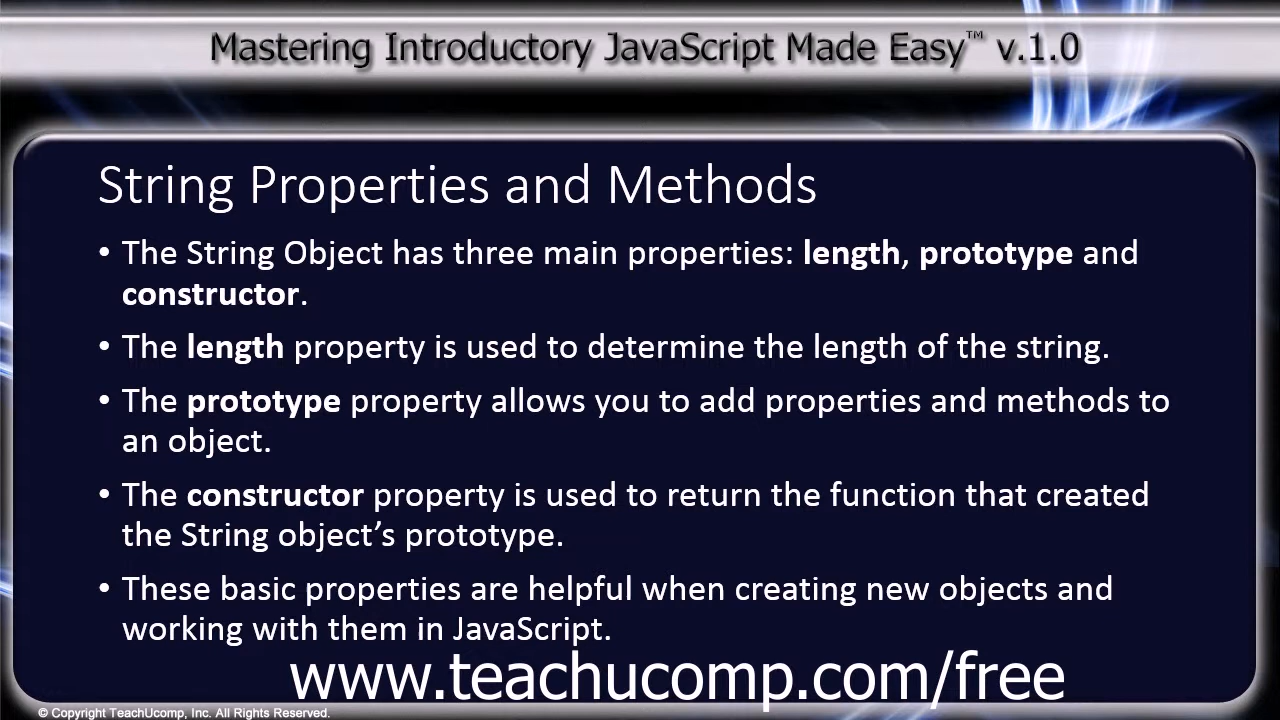 Mastering Introductory JavaScript Made Easy™ v.1.0
String Properties and Methods
• The String Object has three main properties: length, prototype and
constructor.
• The length property is used to determine the length of the string.
• The prototype property allows you to add properties and methods to
an object.
• The constructor property is used to return the function that created
the String object’s prototype.
• These basic properties are helpful when creating new objects and
working with them in JavaScript.
www.teachucomp.com/free
© Copyright TeachUcomp, Inc. All Rights Reserved.